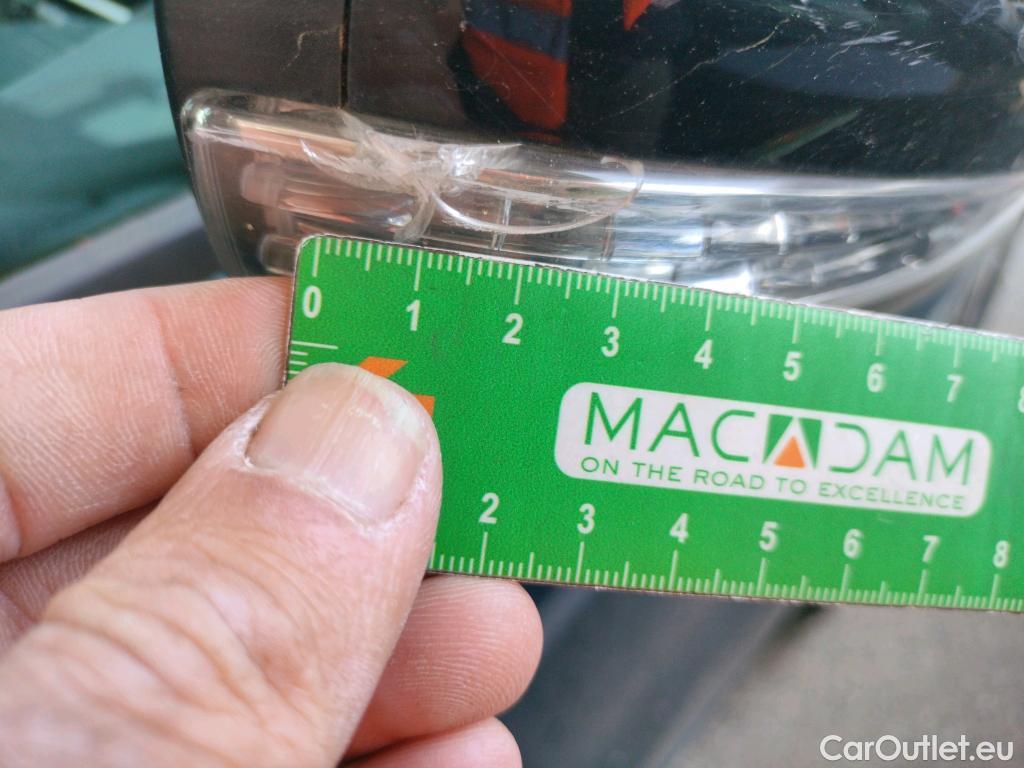 0 1 2 3 4 5 6 7 8
MACADAM
ON THE ROAD TO EXCELLENCE
2 3 4 5 6 7 8
CarOutlet.eu